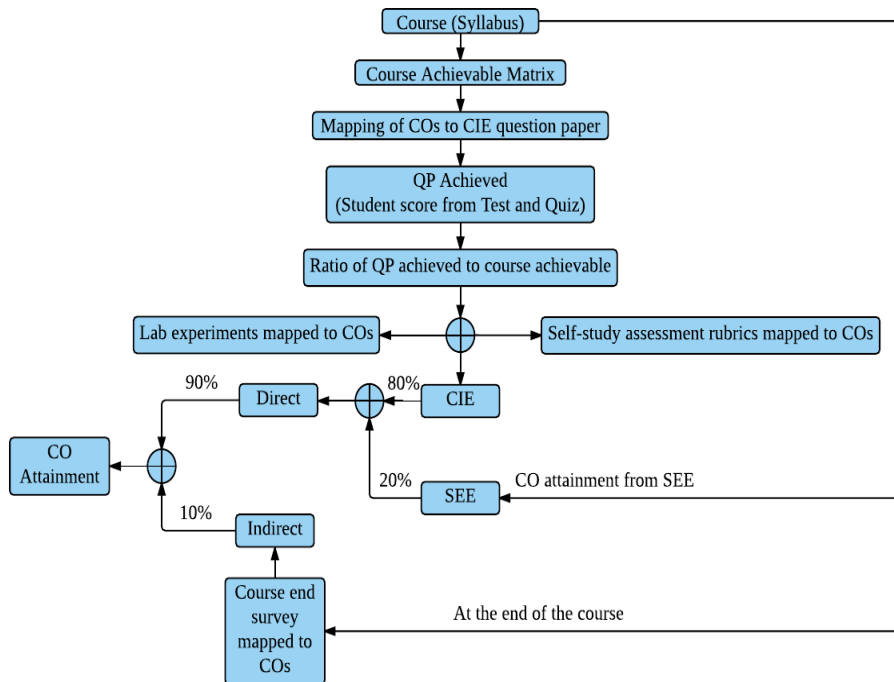 Course (Syllabus)
Course Achievable Matrix
Mapping of COs to CIE question paper
QP Achieved
(Student score from Test and Quiz)
Ratio of QP achieved to course achievable
Lab experiments mapped to COs
Self-study assessment rubrics mapped to COs
90%
Direct
80%
CIE
CO
Attainment
20%
SEE
CO attainment from SEE
10%
Indirect
Course end
survey
mapped to
COs
At the end of the course